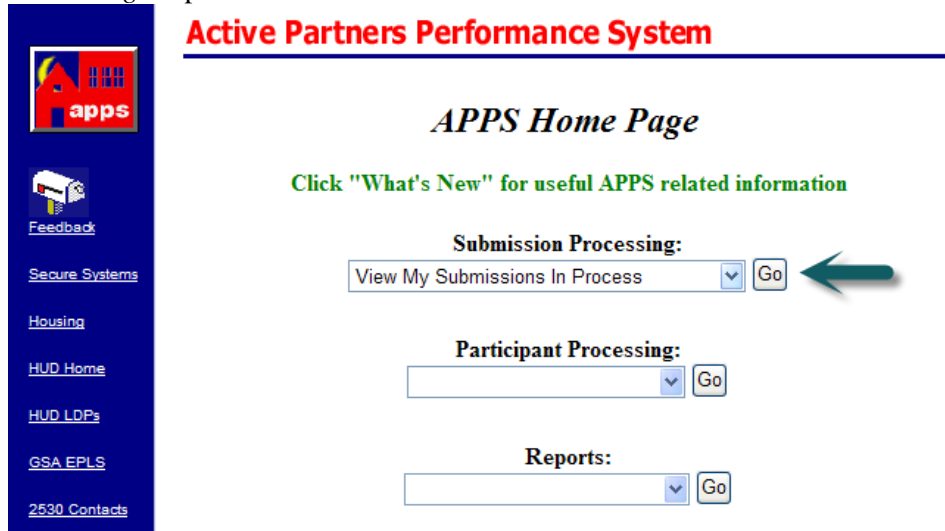 Active Partners Performance System
apps
APPS Home Page
Click "What's New" for useful APPS related information
Feedback
Submission Processing:
Secure Systems
View My Submissions In Process
Go
Housing
Participant Processing:
HUD Home
Go
HUD LDPs
GSA EPLS
Reports:
Go
2530 Contacts